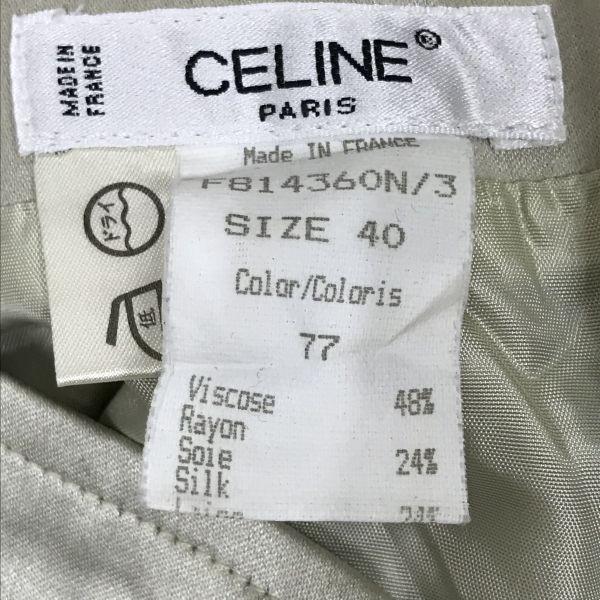 MADE IN
FRANCE
CELINE®
PARIS
Made IN FRANCE
F814360N/3
SIZE 40
Color/Coloris
77
Viscose 48%
Rayon
Soie 24%
Silk
ドライ
低